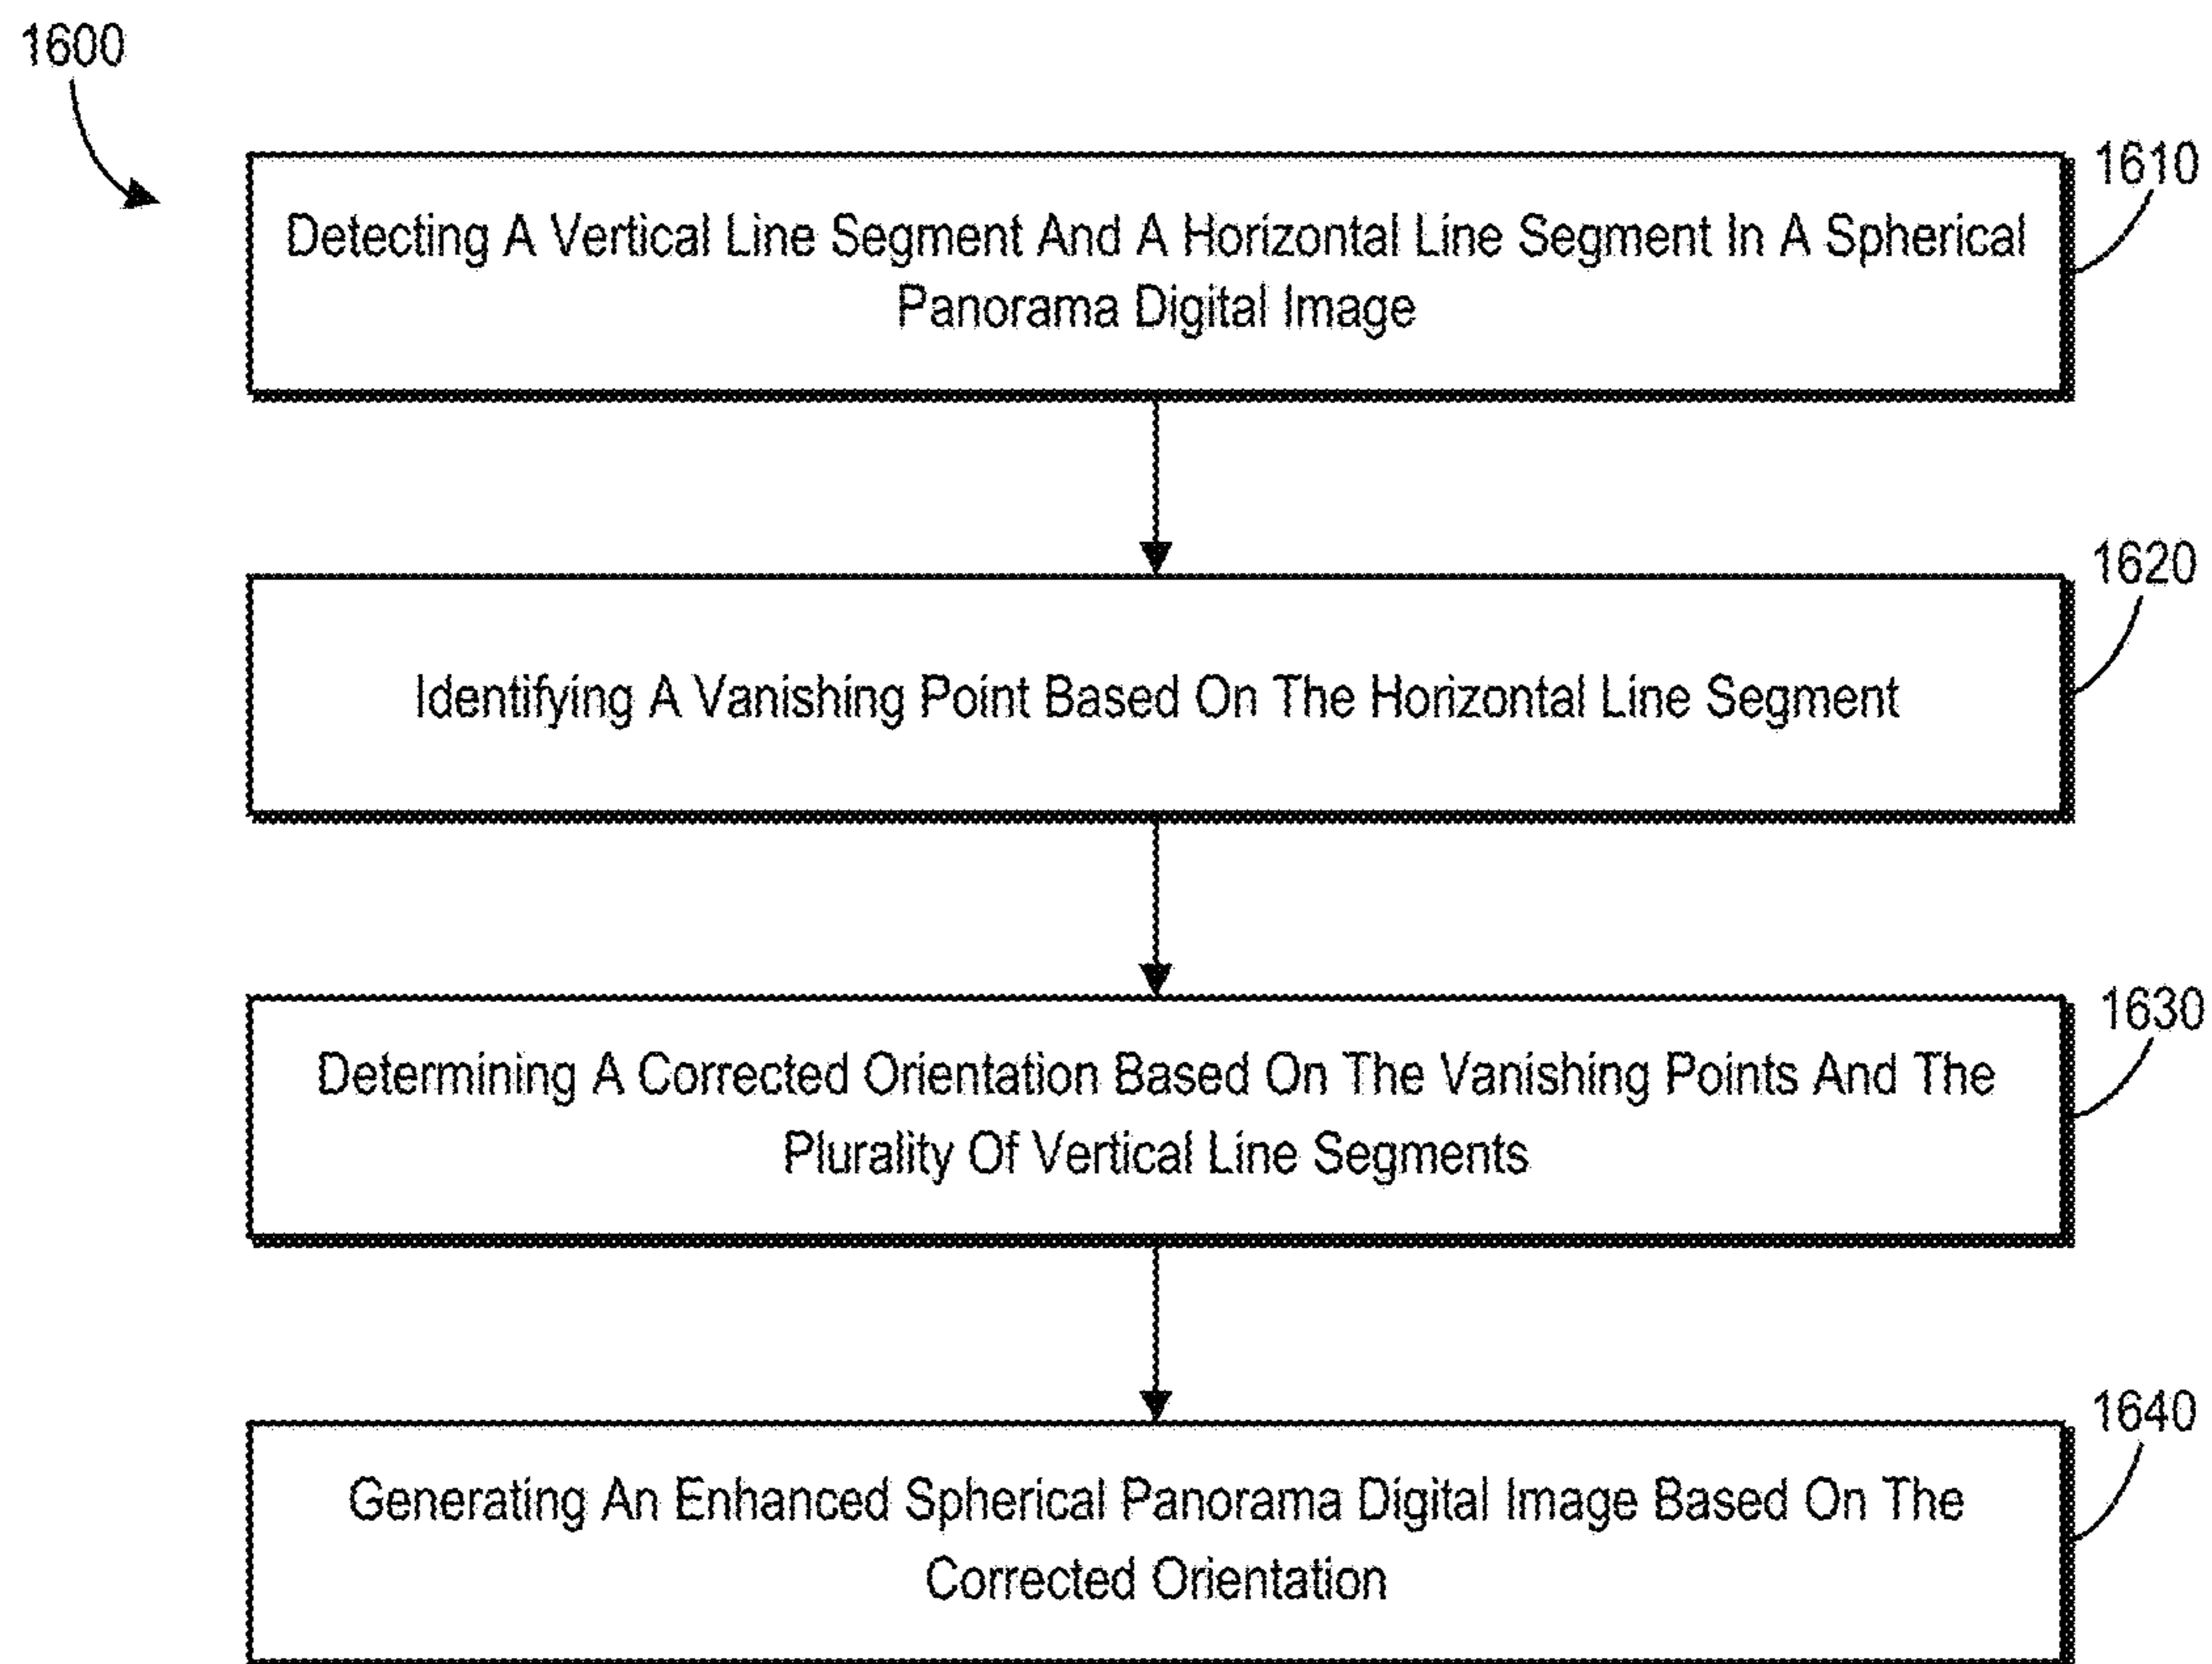 1600
1610
Detecting A Vertical Line Segment And A Horizontal Line Segment In A Spherical
Panorama Digital Image
1620
Identifying A Vanishing Point Based On The Horizontal Line Segment
1630
Determining A Corrected Orientation Based On The Vanishing Points And The
Plurality Of Vertical Line Segments
1640
Generating An Enhanced Spherical Panorama Digital Image Based On The
Corrected Orientation